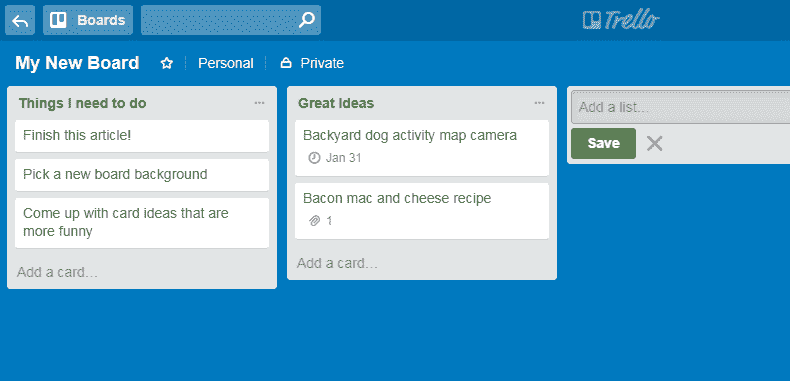 Boards
Trello
My New Board
Personal
Private
Things I need to do
Finish this article!
Pick a new board background
Come up with card ideas that are
more funny
Add a card…
Great Ideas
Backyard dog activity map camera
Jan 31
Bacon mac and cheese recipe
1
Add a card…
Add a list…
Save